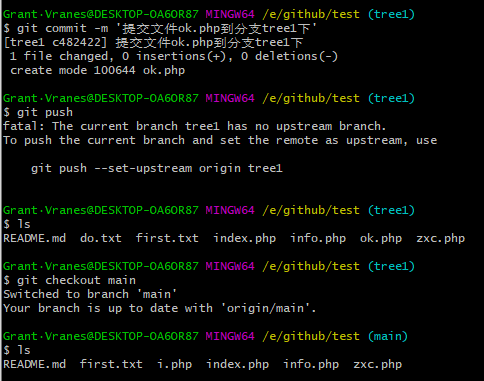 Grant·Vranes@DESKTOP-OA6OR87 MINGW64 /e/github/test (tree1)
$ git commit -m '提交文件ok.php到分支tree1下'
[tree1 c482422] 提交文件ok.php到分支tree1下
 1 file changed, 0 insertions(+), 0 deletions(-)
 create mode 100644 ok.php
Grant·Vranes@DESKTOP-OA6OR87 MINGW64 /e/github/test (tree1)
$ git push
fatal: The current branch tree1 has no upstream branch.
To push the current branch and set the remote as upstream, use
    git push --set-upstream origin tree1
Grant·Vranes@DESKTOP-OA6OR87 MINGW64 /e/github/test (tree1)
$ ls
README.md  do.txt  first.txt  index.php  info.php  ok.php  zxc.php
Grant·Vranes@DESKTOP-OA6OR87 MINGW64 /e/github/test (tree1)
$ git checkout main
Switched to branch 'main'
Your branch is up to date with 'origin/main'.
Grant·Vranes@DESKTOP-OA6OR87 MINGW64 /e/github/test (main)
$ ls
README.md  first.txt  i.php  index.php  info.php  zxc.php